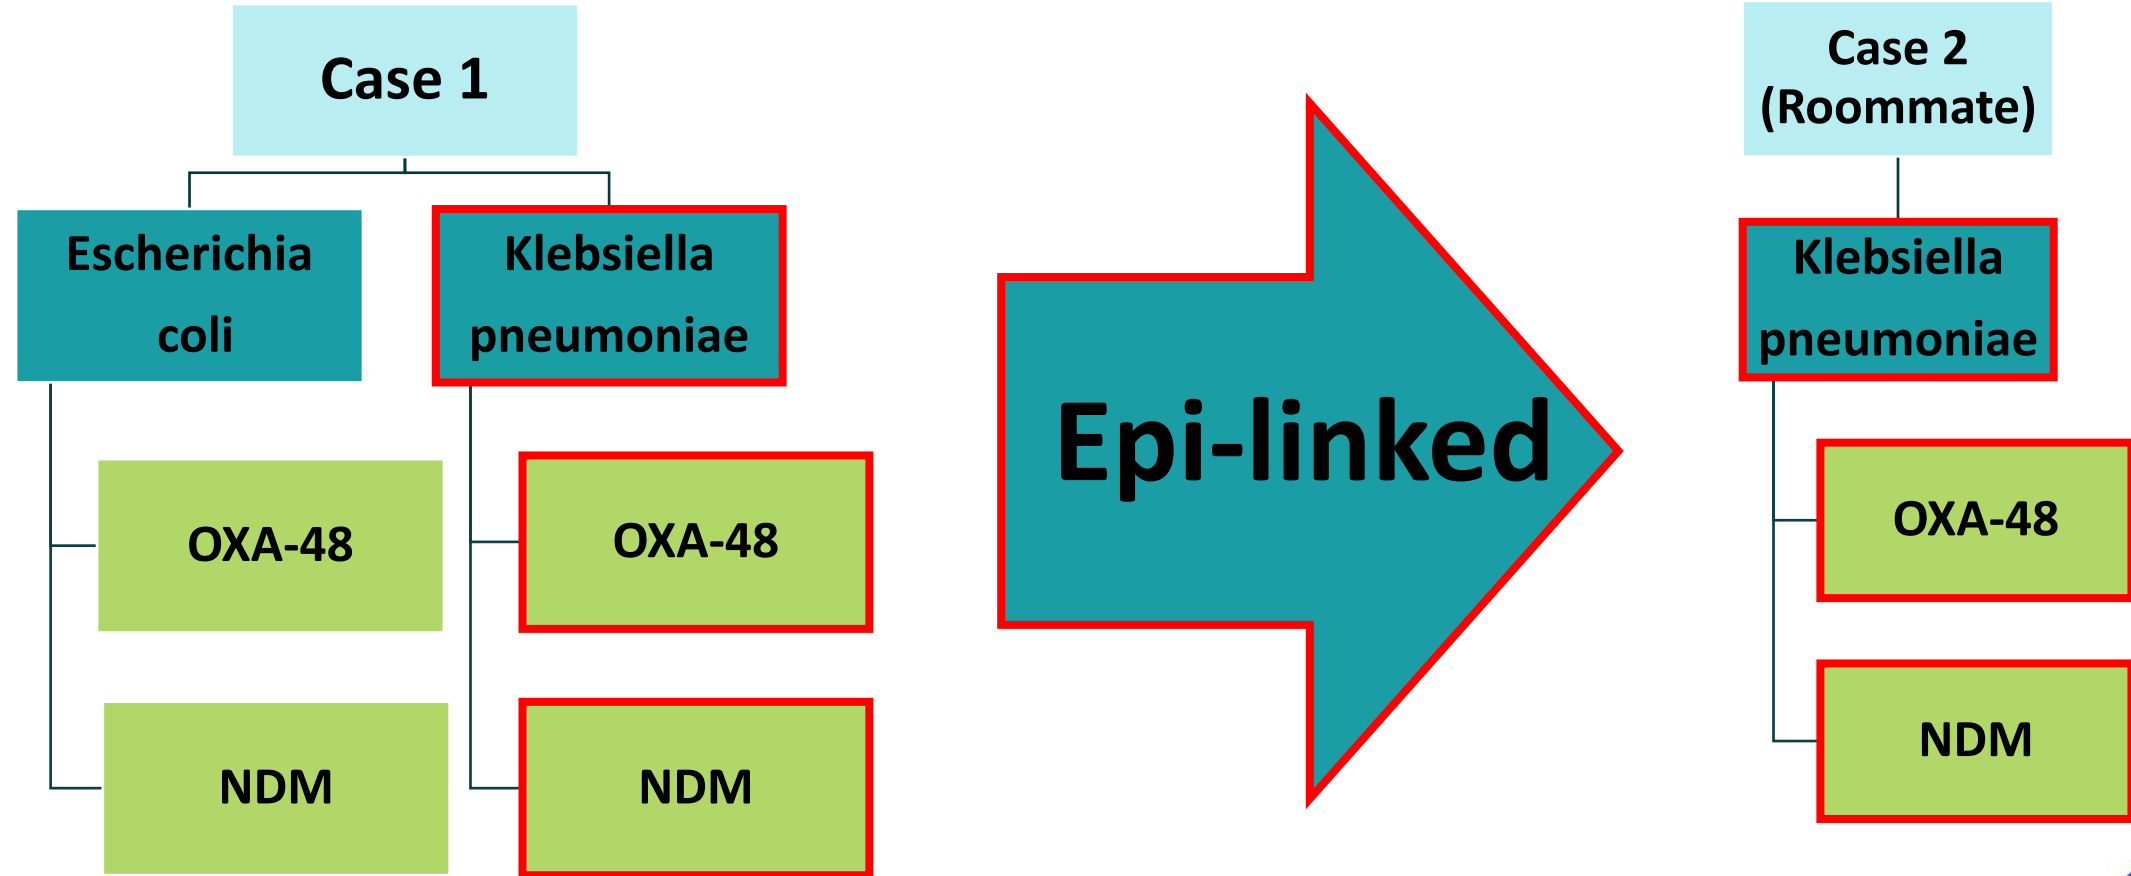 Case 1
Escherichia
coli
OXA-48
NDM
Klebsiella
pneumoniae
OXA-48
NDM
Epi-linked
Case 2
(Roommate)
Klebsiella
pneumoniae
OXA-48
NDM